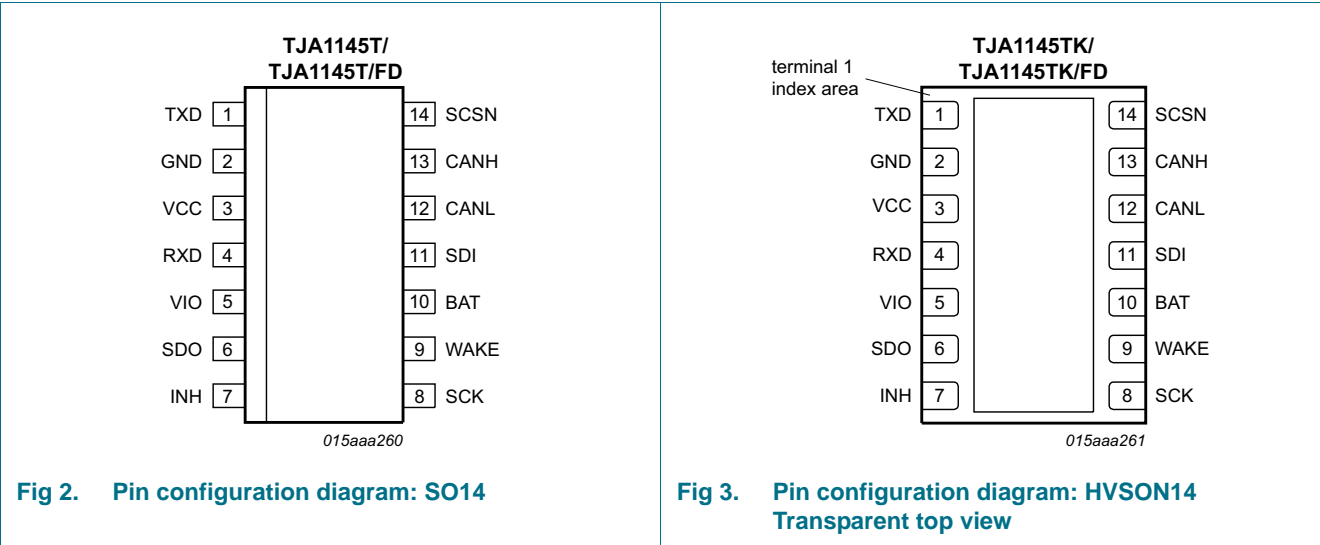 TJA1145T/
TJA1145T/FD
TXD 1 14 SCSN
GND 2 13 CANH
VCC 3 12 CANL
RXD 4 11 SDI
VIO 5 10 BAT
SDO 6 9 WAKE
INH 7 8 SCK
015aaa260
Fig 2. Pin configuration diagram: SO14
TJA1145TK/
TJA1145TK/FD
terminal 1
index area
TXD 1 14 SCSN
GND 2 13 CANH
VCC 3 12 CANL
RXD 4 11 SDI
VIO 5 10 BAT
SDO 6 9 WAKE
INH 7 8 SCK
015aaa261
Fig 3. Pin configuration diagram: HVSON14
Transparent top view